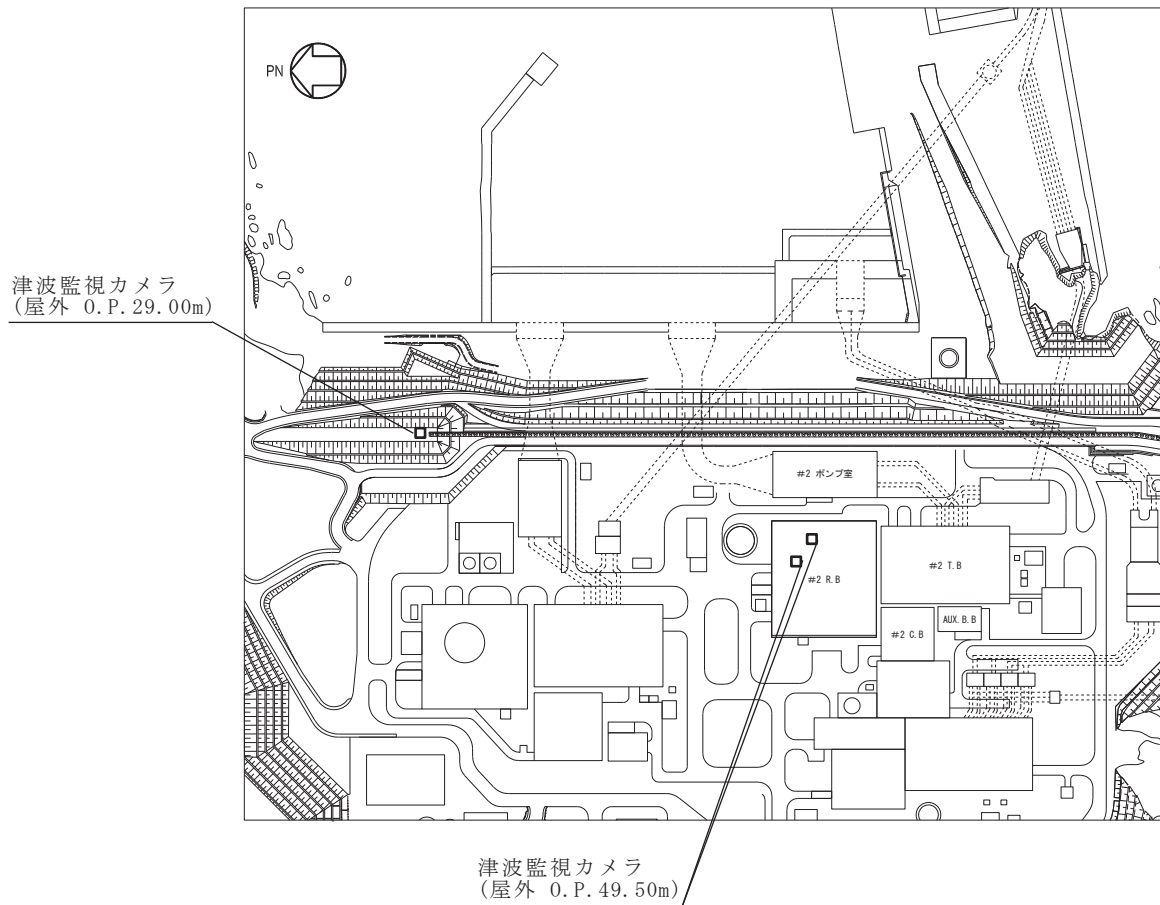 PN
津波監視カメラ
(屋外 O.P.29.00m)
#2 ポンプ室
#2 R.B
#2 T.B
#2 C.B
AUX.B.B
津波監視カメラ
(屋外 O.P.49.50m)